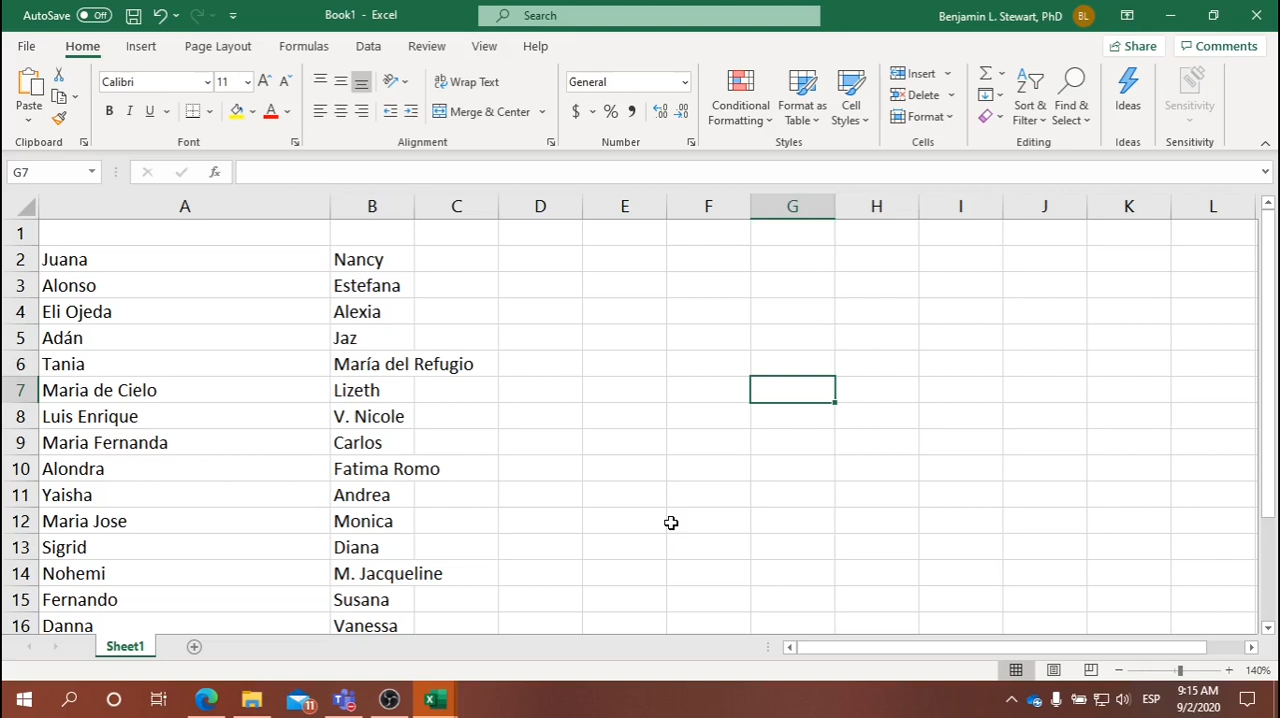 AutoSave Off Book1 - Excel Search Benjamin L. Stewart, PhD BL
File Home Insert Page Layout Formulas Data Review View Help Share Comments
Paste Calibri 11 A A Wrap Text General Conditional Formatting Format as Table Cell Styles Insert Sort & Filter Find & Select Ideas Sensitivity
B I U A Merge & Center $ % , Delete
Format
Clipboard Font Alignment Number Styles Cells Editing Ideas Sensitivity
G7 fx
A B C D E F G H I J K L
1
2 Juana Nancy
3 Alonso Estefana
4 Eli Ojeda Alexia
5 Adán Jaz
6 Tania María del Refugio
7 Maria de Cielo Lizeth
8 Luis Enrique V. Nicole
9 Maria Fernanda Carlos
10 Alondra Fatima Romo
11 Yaisha Andrea
12 Maria Jose Monica
13 Sigrid Diana
14 Nohemi M. Jacqueline
15 Fernando Susana
16 Danna Vanessa
Sheet1
140%
11 ESP 9:15 AM
9/2/2020